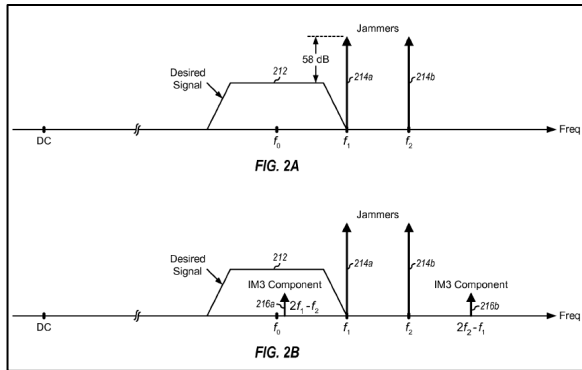 Jammers
58 dB
Desired
Signal
212
214a
214b
DC
f0
f1
f2
Freq
FIG. 2A
Jammers
Desired
Signal
212
214a
214b
IM3 Component
IM3 Component
216a
2f1-f2
216b
DC
f0
f1
f2
2f2-f1
Freq
FIG. 2B